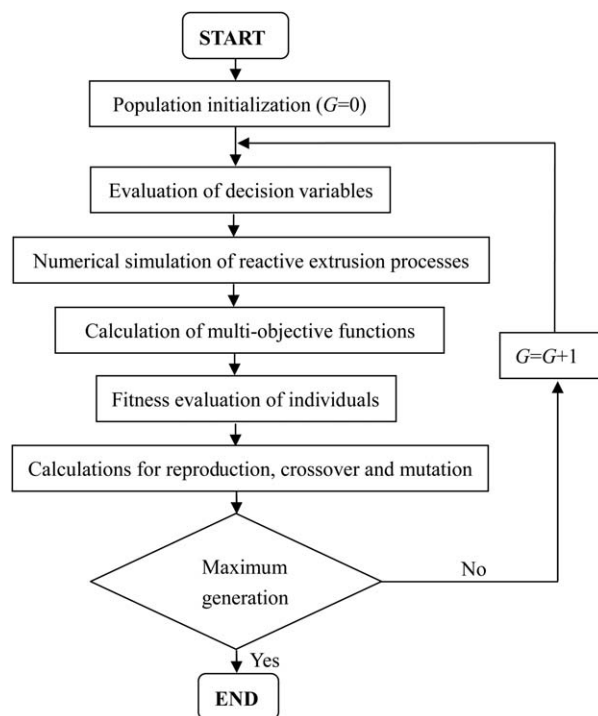 START
Population initialization (G=0)
Evaluation of decision variables
Numerical simulation of reactive extrusion processes
Calculation of multi-objective functions
G=G+1
Fitness evaluation of individuals
Calculations for reproduction, crossover and mutation
Maximum
generation
No
Yes
END